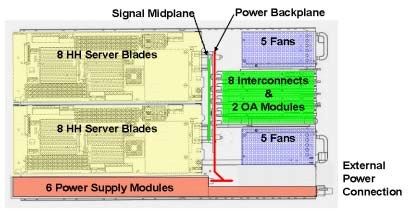 Signal Midplane
Power Backplane
8 HH Server Blades
5 Fans
8 Interconnects
&
2 OA Modules
8 HH Server Blades
5 Fans
6 Power Supply Modules
External
Power
Connection